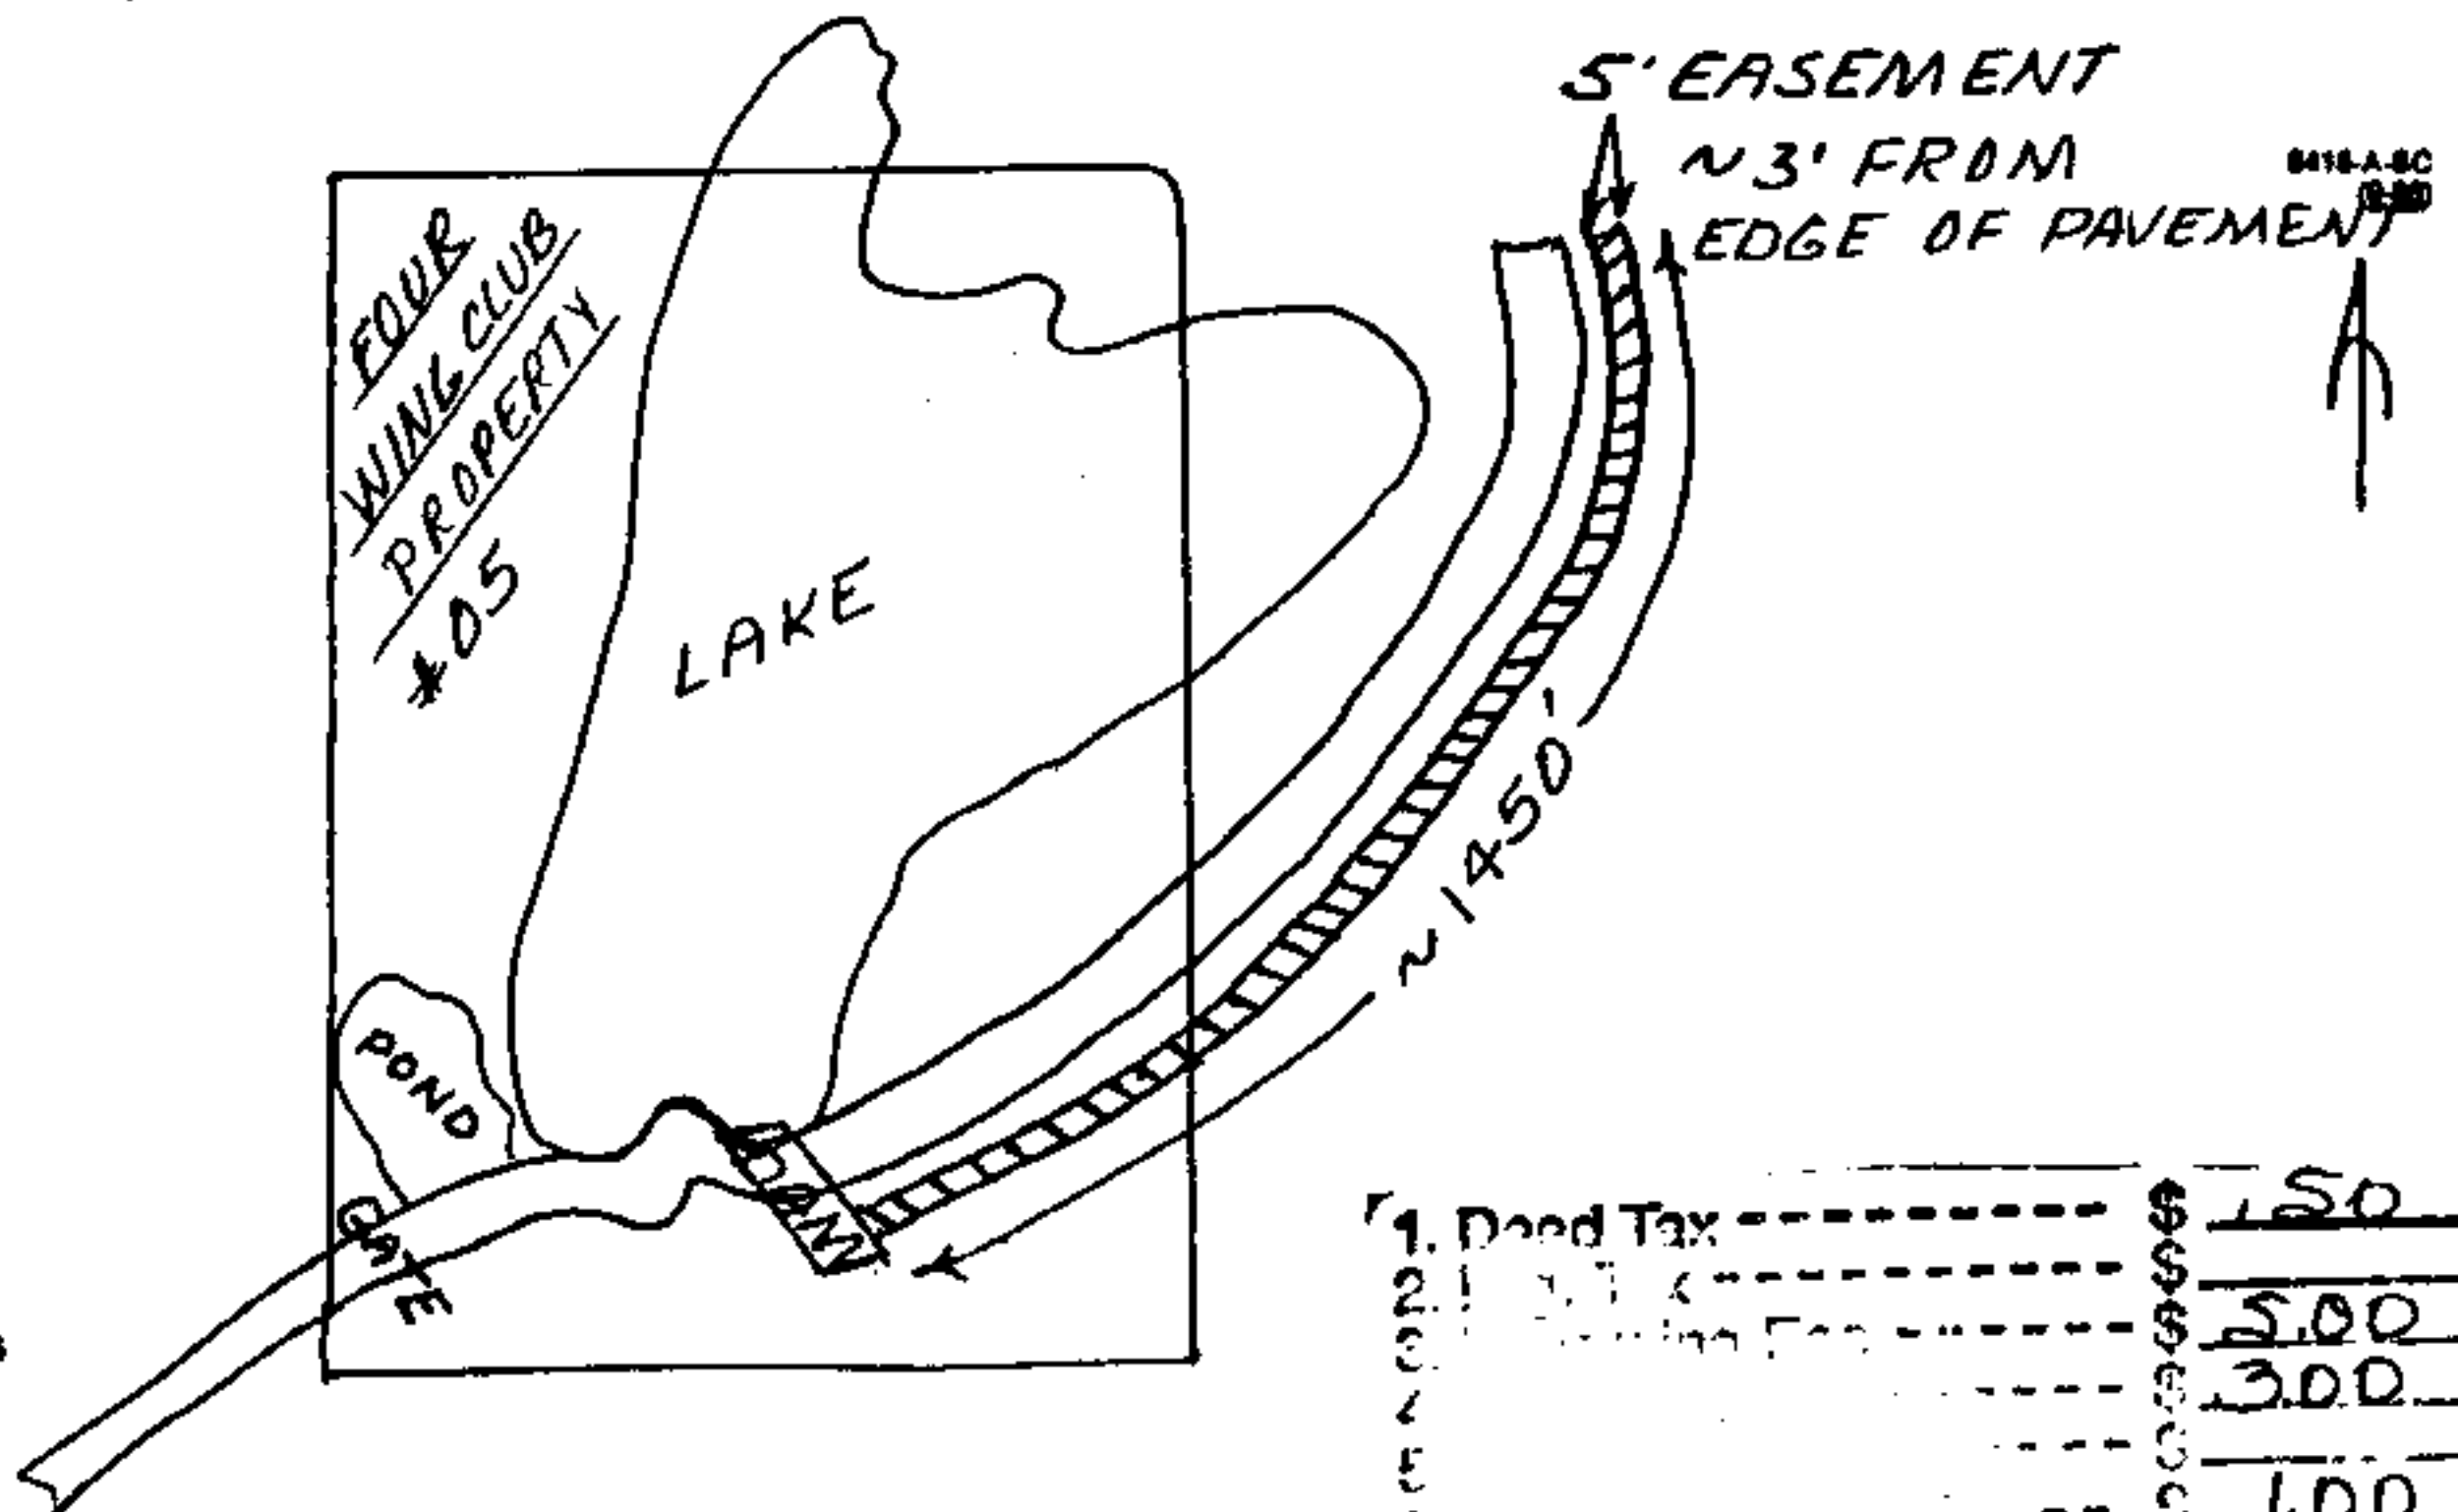 5' EASEMENT
~3' FROM
EDGE OF PAVEMENT
FOUR
WING CLUB
PROPERTY
*05
LAKE
~1450'
POND
GATE
DAM
1. Deed Tax $ .50
2. $
3. $ 5.00
3.00
1.00